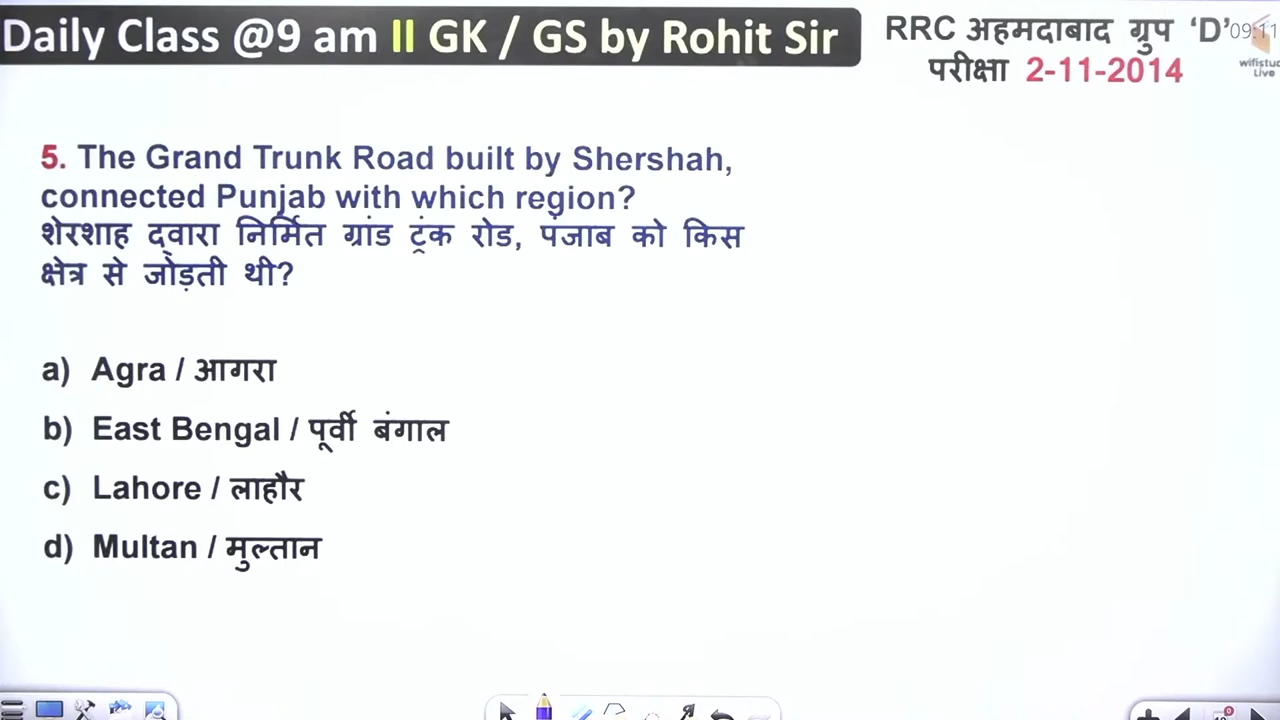 Daily Class @9 am II GK / GS by Rohit Sir
RRC अहमदाबाद ग्रुप ‘D’
09:11
परीक्षा 2-11-2014
Live
5. The Grand Trunk Road built by Shershah,
connected Punjab with which region?
शेरशाह द्वारा निर्मित ग्रांड ट्रंक रोड, पंजाब को किस
क्षेत्र से जोड़ती थी?
a) Agra / आगरा
b) East Bengal / पूर्वी बंगाल
c) Lahore / लाहौर
d) Multan / मुल्तान